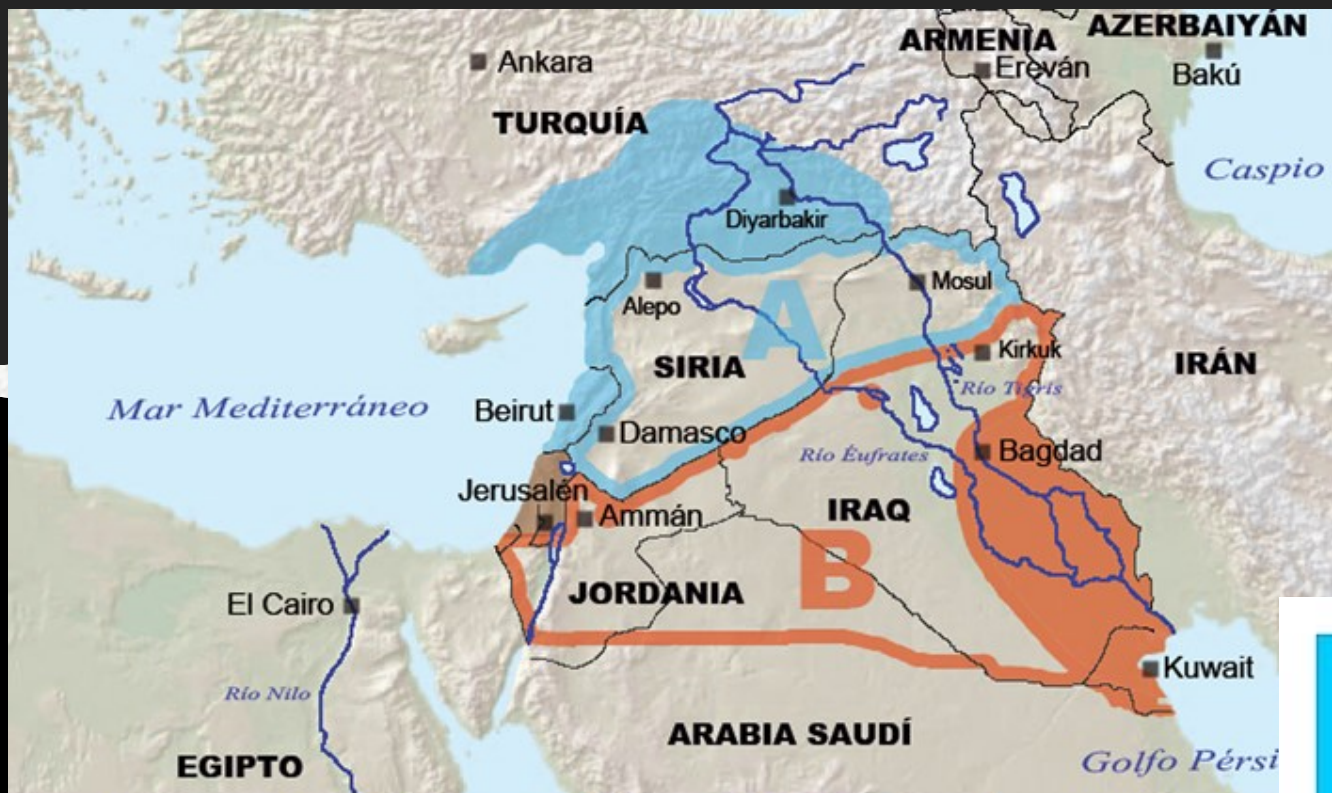 AZERBAIYÁN
ARMENIA
Ankara
Ereván
Bakú
TURQUÍA
Caspio
Diyarbakir
Alepo
Mosul
A
SIRIA
Kirkuk
IRÁN
Río Tigris
Mar Mediterráneo
Beirut
Damasco
Río Éufrates
Bagdad
Jerusalén
Ammán
IRAQ
B
JORDANIA
El Cairo
Kuwait
Río Nilo
ARABIA SAUDÍ
EGIPTO
Golfo Pérsi